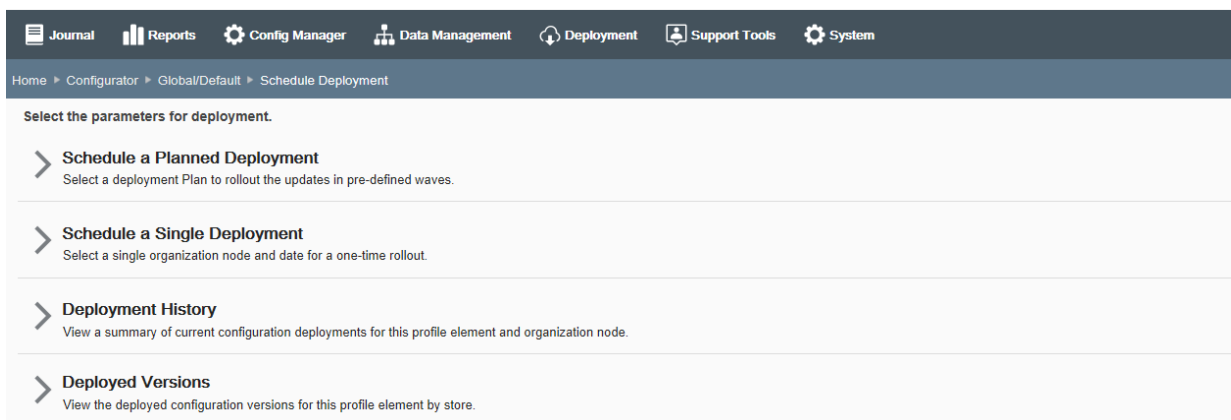 Journal Reports Config Manager Data Management Deployment Support Tools System
Home Configurator Global/Default Schedule Deployment
Select the parameters for deployment.
Schedule a Planned Deployment
Select a deployment Plan to rollout the updates in pre-defined waves.
Schedule a Single Deployment
Select a single organization node and date for a one-time rollout.
Deployment History
View a summary of current configuration deployments for this profile element and organization node.
Deployed Versions
View the deployed configuration versions for this profile element by store.